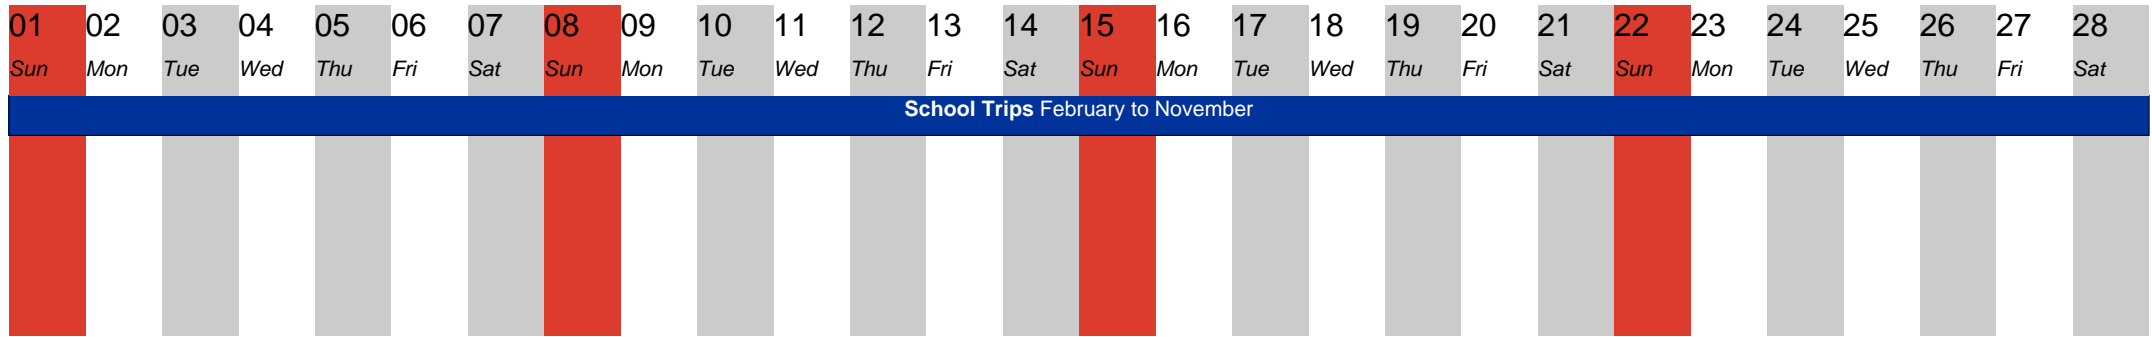 01 02 03 04 05 06 07 08 09 10 11 12 13 14 15 16 17 18 19 20 21 22 23 24 25 26 27 28
Sun Mon Tue Wed Thu Fri Sat Sun Mon Tue Wed Thu Fri Sat Sun Mon Tue Wed Thu Fri Sat Sun Mon Tue Wed Thu Fri Sat
School Trips February to November